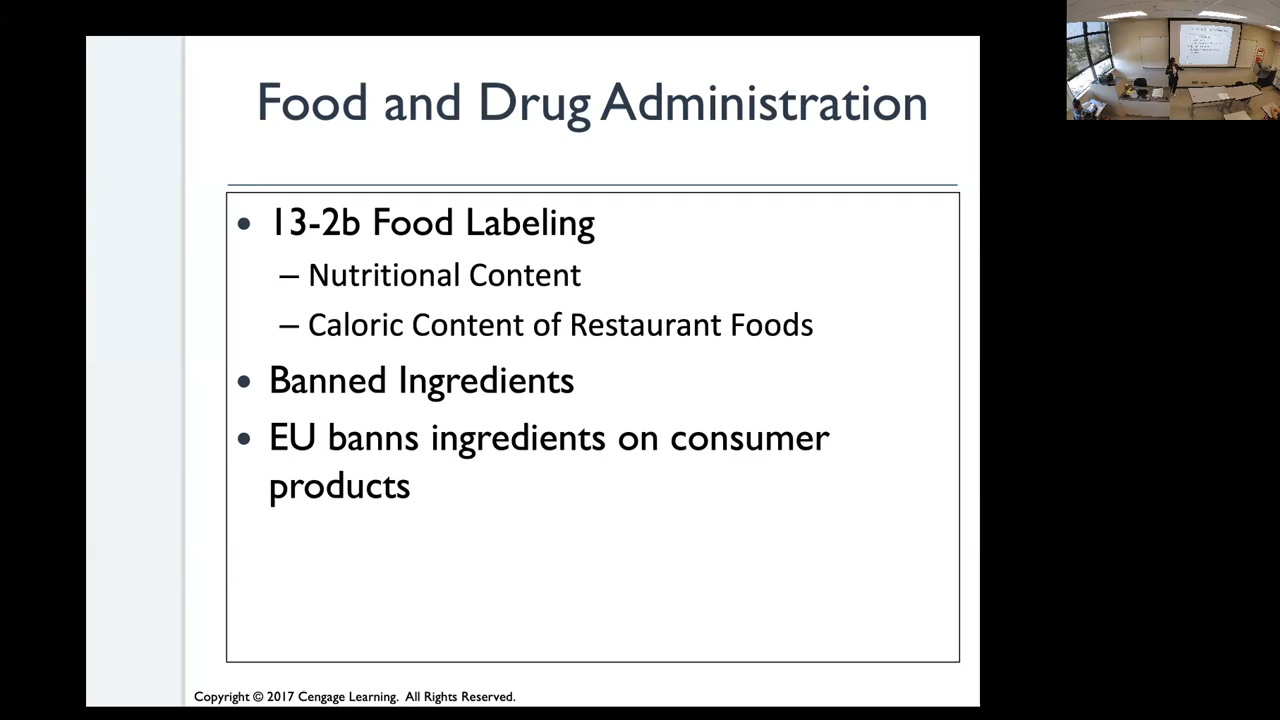 Food and Drug Administration
• 13-2b Food Labeling
– Nutritional Content
– Caloric Content of Restaurant Foods
• Banned Ingredients
• EU banns ingredients on consumer
products
Copyright © 2017 Cengage Learning. All Rights Reserved.